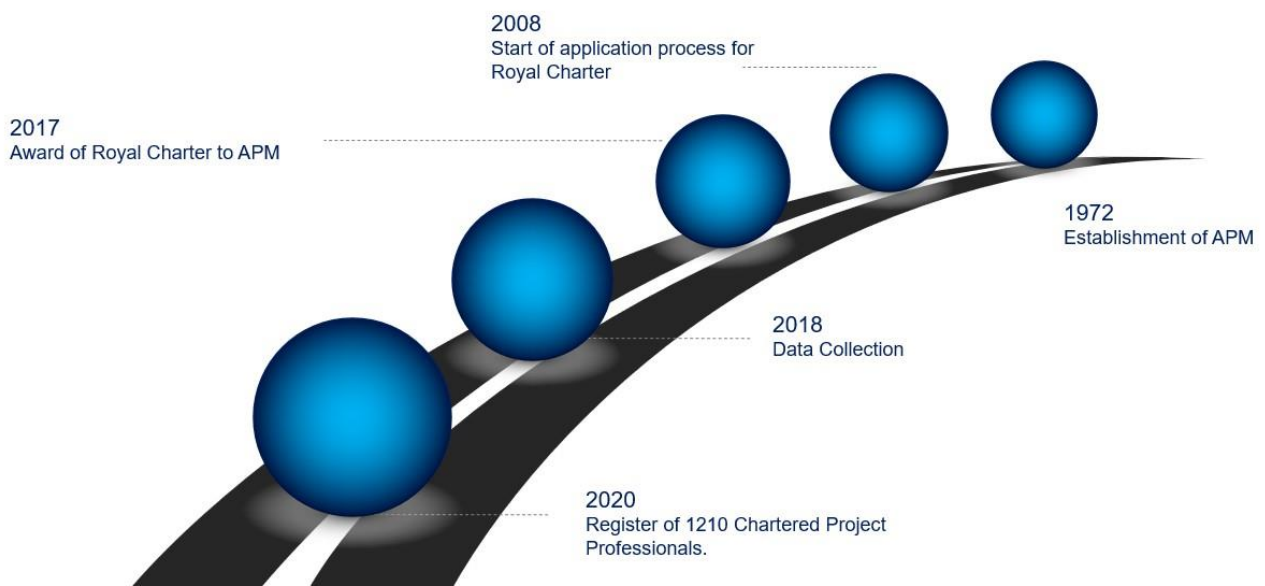 2008
Start of application process for
Royal Charter
2017
Award of Royal Charter to APM
1972
Establishment of APM
2018
Data Collection
2020
Register of 1210 Chartered Project
Professionals.